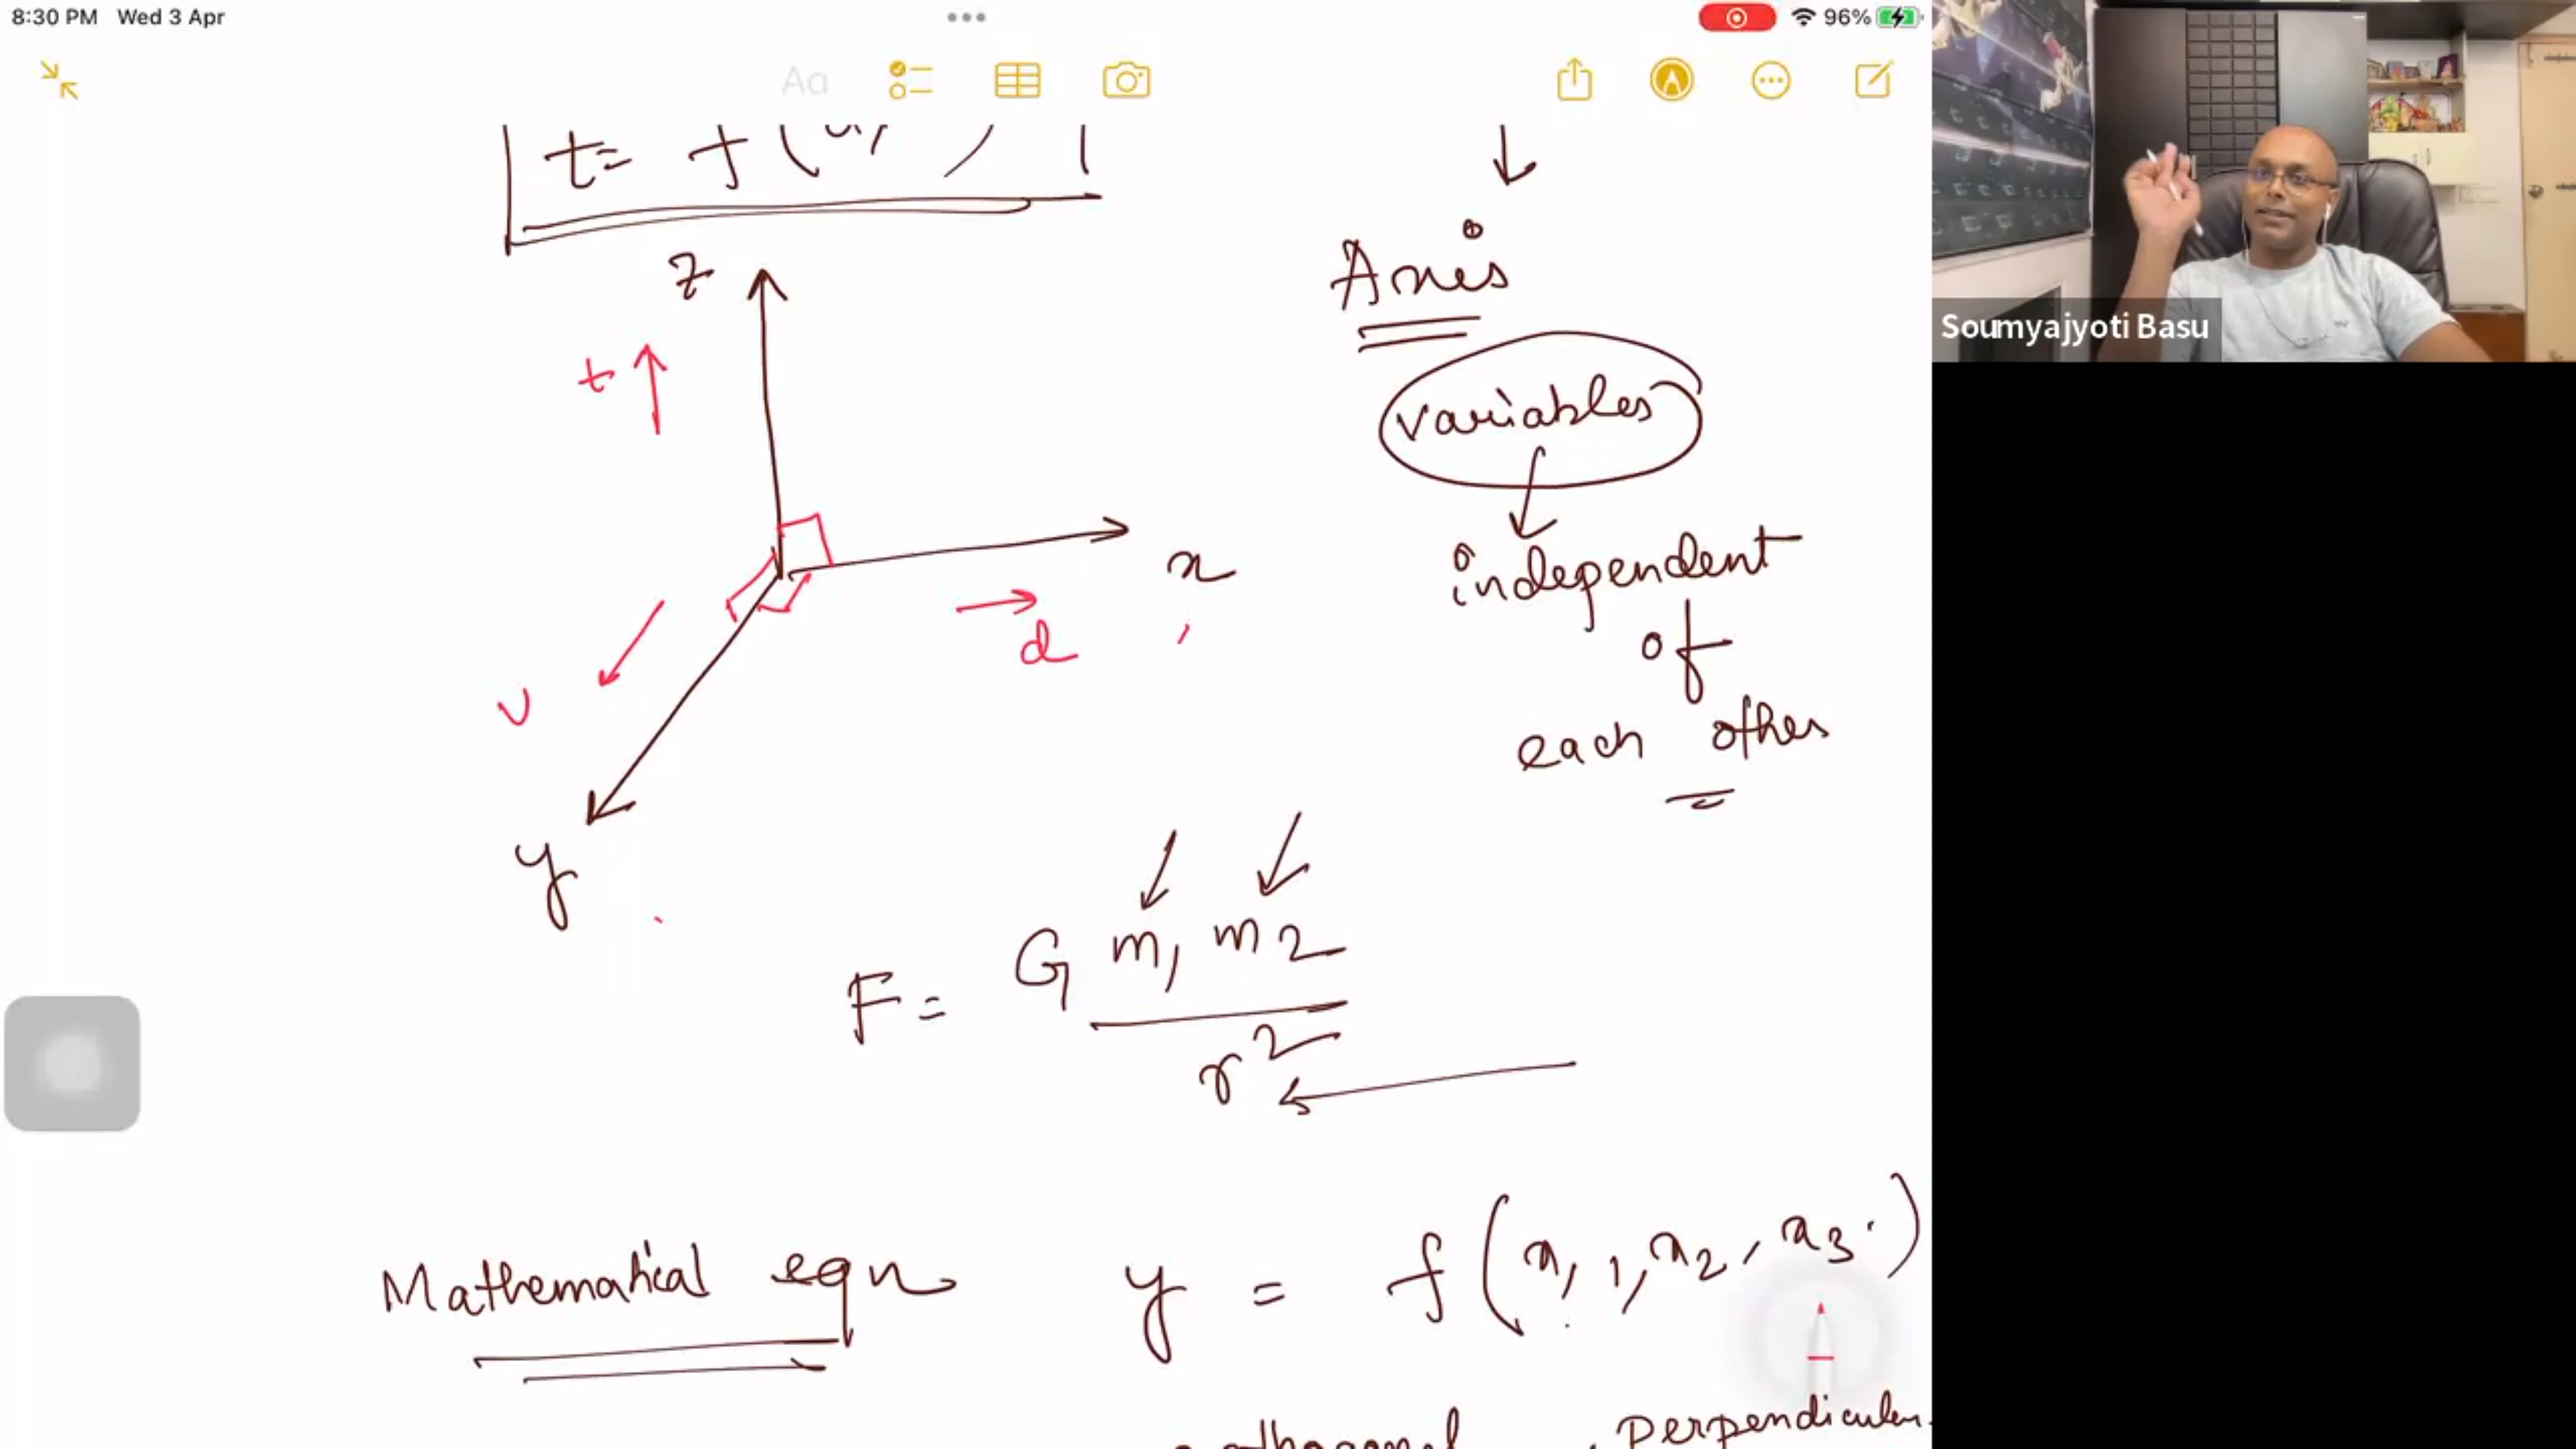 8:30 PM Wed 3 Apr
96%
Aa
t= f(
z
Axis
t
variables
x
independent
d
of
v
each other
y
F = G m1 m2
r2
Mathematical eqn y = f(x1, x2, x3.)
perpendicular
Soumyajyoti Basu